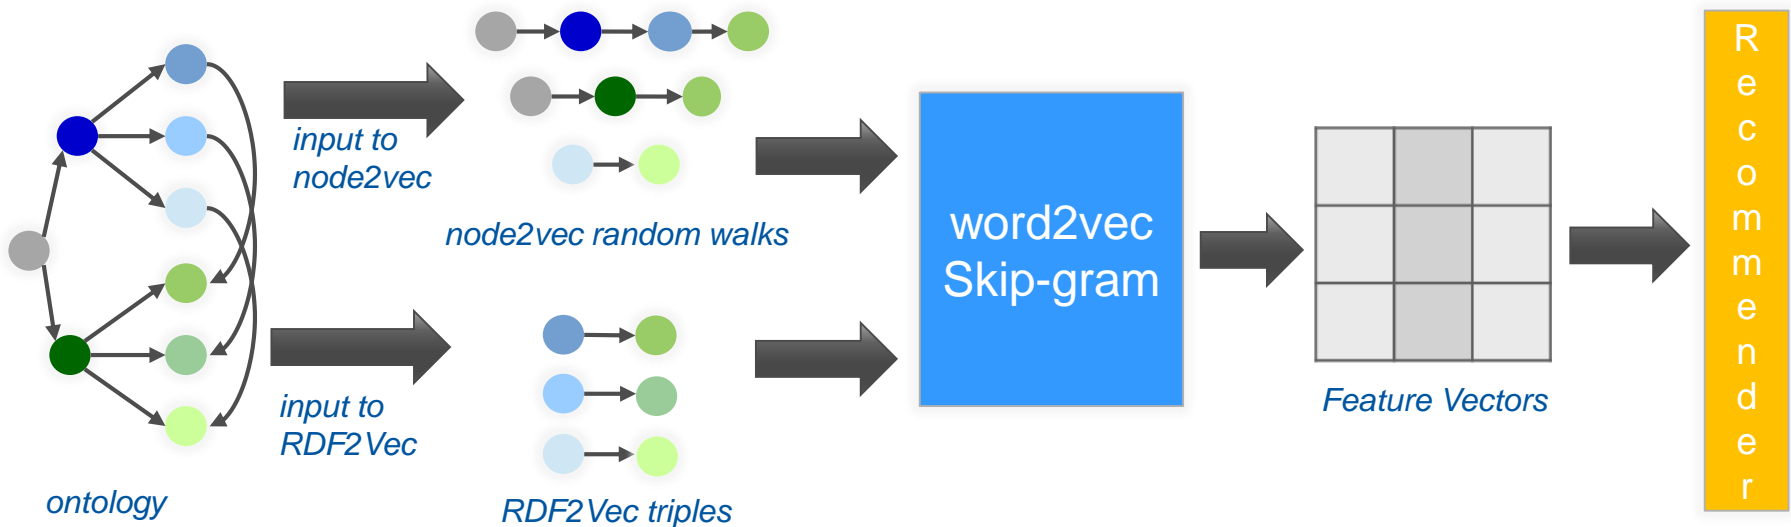 ontology
input to
node2vec
input to
RDF2Vec
node2vec random walks
RDF2Vec triples
word2vec
Skip-gram
Feature Vectors
R
e
c
o
m
m
e
n
d
e
r